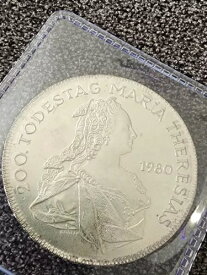 200. TODESTAG MARIA THERESIAS
1980